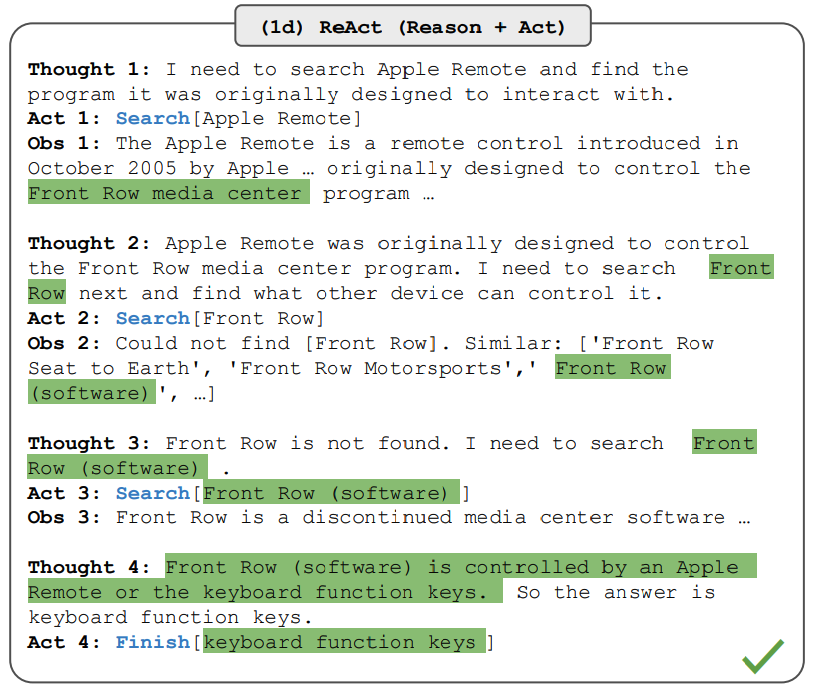 (1d) ReAct (Reason + Act)
Thought 1: I need to search Apple Remote and find the
program it was originally designed to interact with.
Act 1: Search[Apple Remote]
Obs 1: The Apple Remote is a remote control introduced in
October 2005 by Apple … originally designed to control the
Front Row media center program …
Thought 2: Apple Remote was originally designed to control
the Front Row media center program. I need to search Front
Row next and find what other device can control it.
Act 2: Search[Front Row]
Obs 2: Could not find [Front Row]. Similar: ['Front Row
Seat to Earth', 'Front Row Motorsports',' Front Row
(software)', …]
Thought 3: Front Row is not found. I need to search Front
Row (software) .
Act 3: Search[Front Row (software) ]
Obs 3: Front Row is a discontinued media center software …
Thought 4: Front Row (software) is controlled by an Apple
Remote or the keyboard function keys. So the answer is
keyboard function keys.
Act 4: Finish[keyboard function keys ]